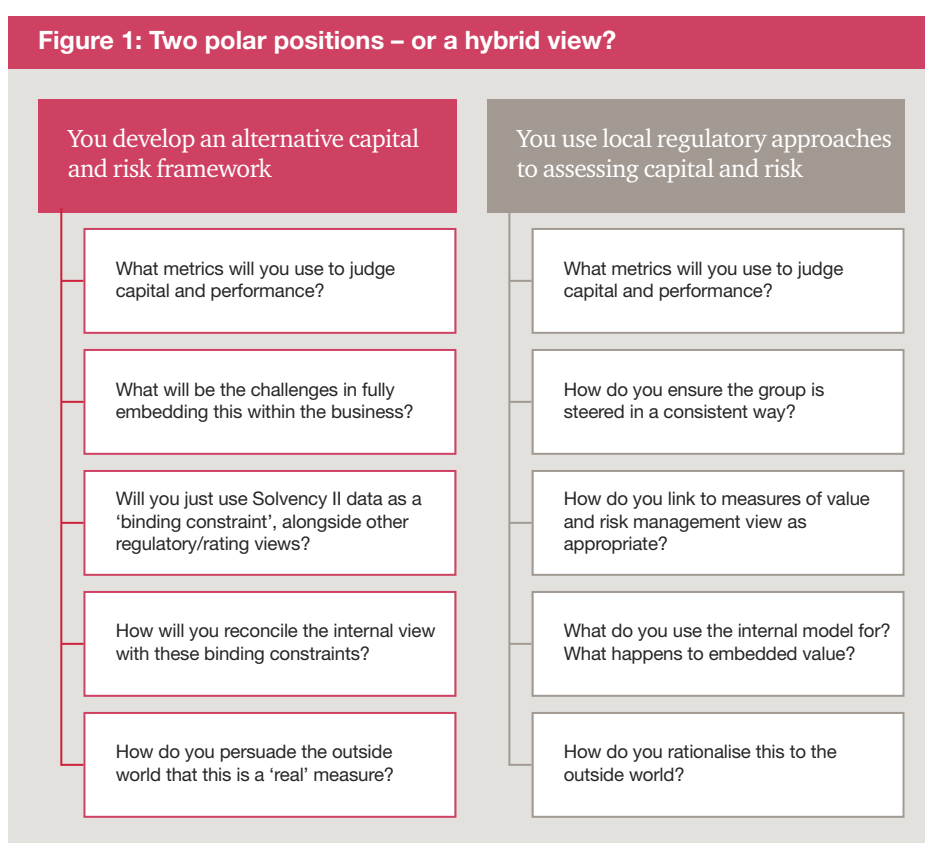 Figure 1: Two polar positions – or a hybrid view?
You develop an alternative capital
and risk framework
What metrics will you use to judge
capital and performance?
What will be the challenges in fully
embedding this within the business?
Will you just use Solvency II data as a
‘binding constraint’, alongside other
regulatory/rating views?
How will you reconcile the internal view
with these binding constraints?
How do you persuade the outside
world that this is a ‘real’ measure?
You use local regulatory approaches
to assessing capital and risk
What metrics will you use to judge
capital and performance?
How do you ensure the group is
steered in a consistent way?
How do you link to measures of value
and risk management view as
appropriate?
What do you use the internal model for?
What happens to embedded value?
How do you rationalise this to the
outside world?